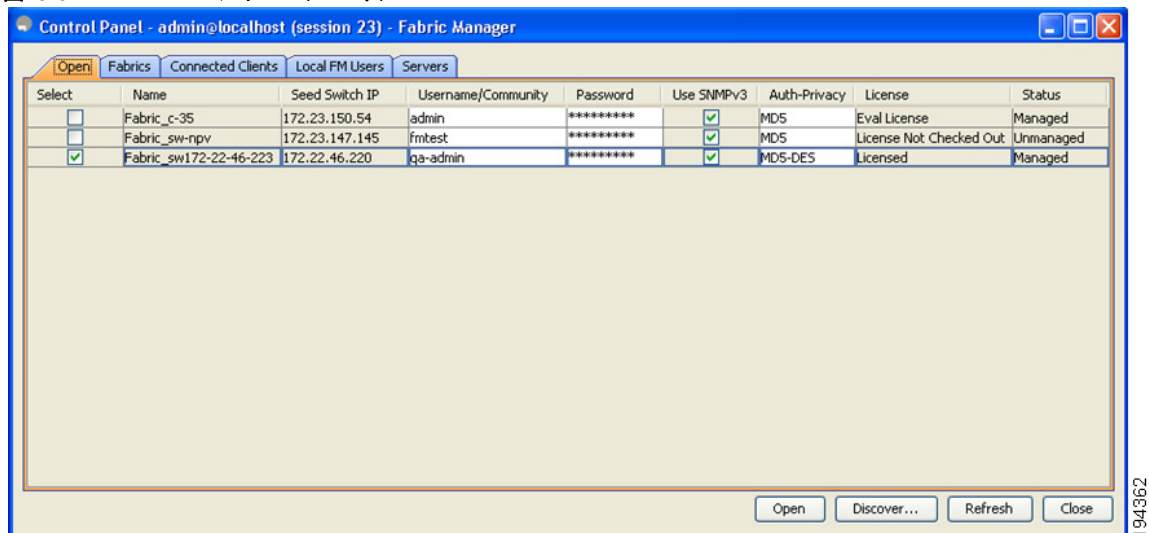 Control Panel - admin@localhost (session 23) - Fabric Manager
Open Fabrics Connected Clients Local FM Users Servers
Select Name Seed Switch IP Username/Community Password Use SNMPv3 Auth-Privacy License Status
Fabric_c-35 172.23.150.54 admin ********* MD5 Eval License Managed
Fabric_sw-npv 172.23.147.145 fmtest ********* MD5 License Not Checked Out Unmanaged
Fabric_sw172-22-46-223 172.22.46.220 qa-admin ********* MD5-DES Licensed Managed
Open Discover... Refresh Close
194362